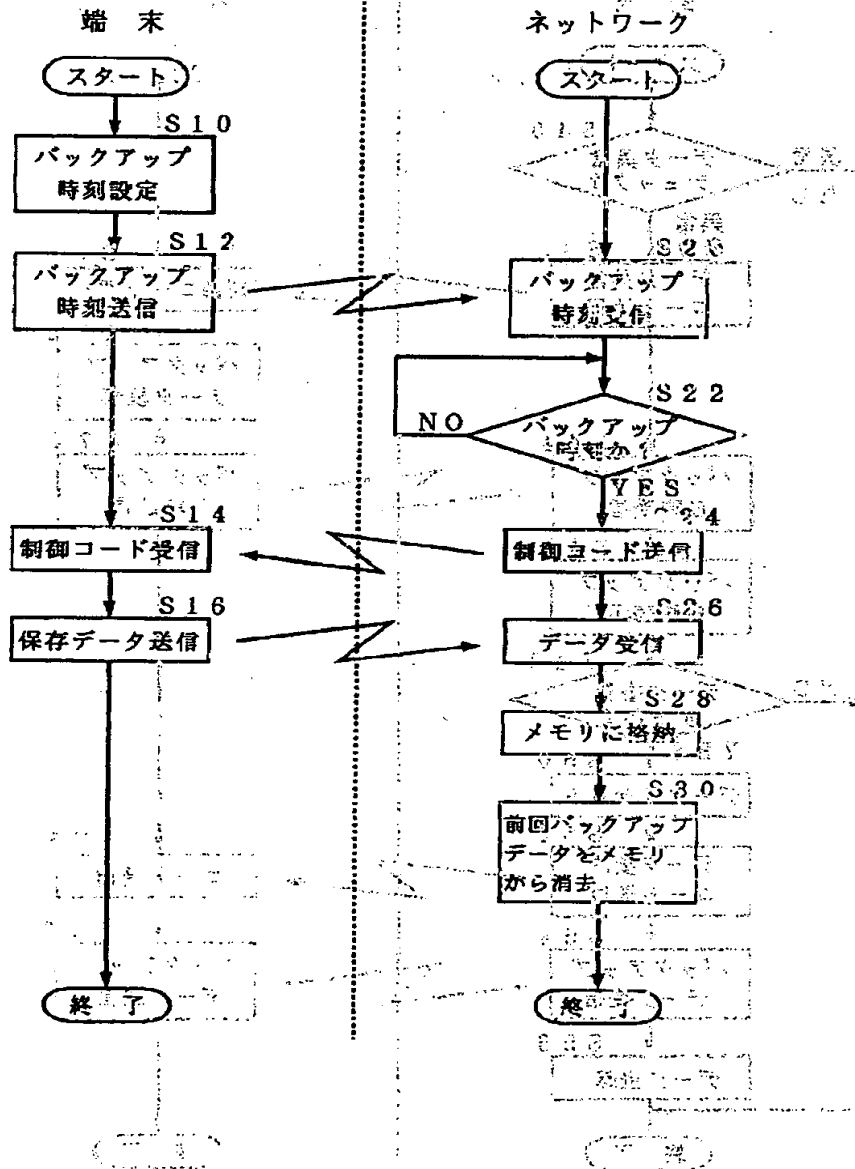 端 末
ネットワーク
スタート
スタート
S10
バックアップ
時刻設定
S12
バックアップ
時刻送信
S20
バックアップ
時刻受信
S22
バックアップ
時刻か
NO
YES
S14
制御コード受信
S24
制御コード送信
S16
保存データ送信
S26
データ受信
S28
メモリに格納
S30
前回バックアップ
データをメモリ
から消去
終 了
終 了